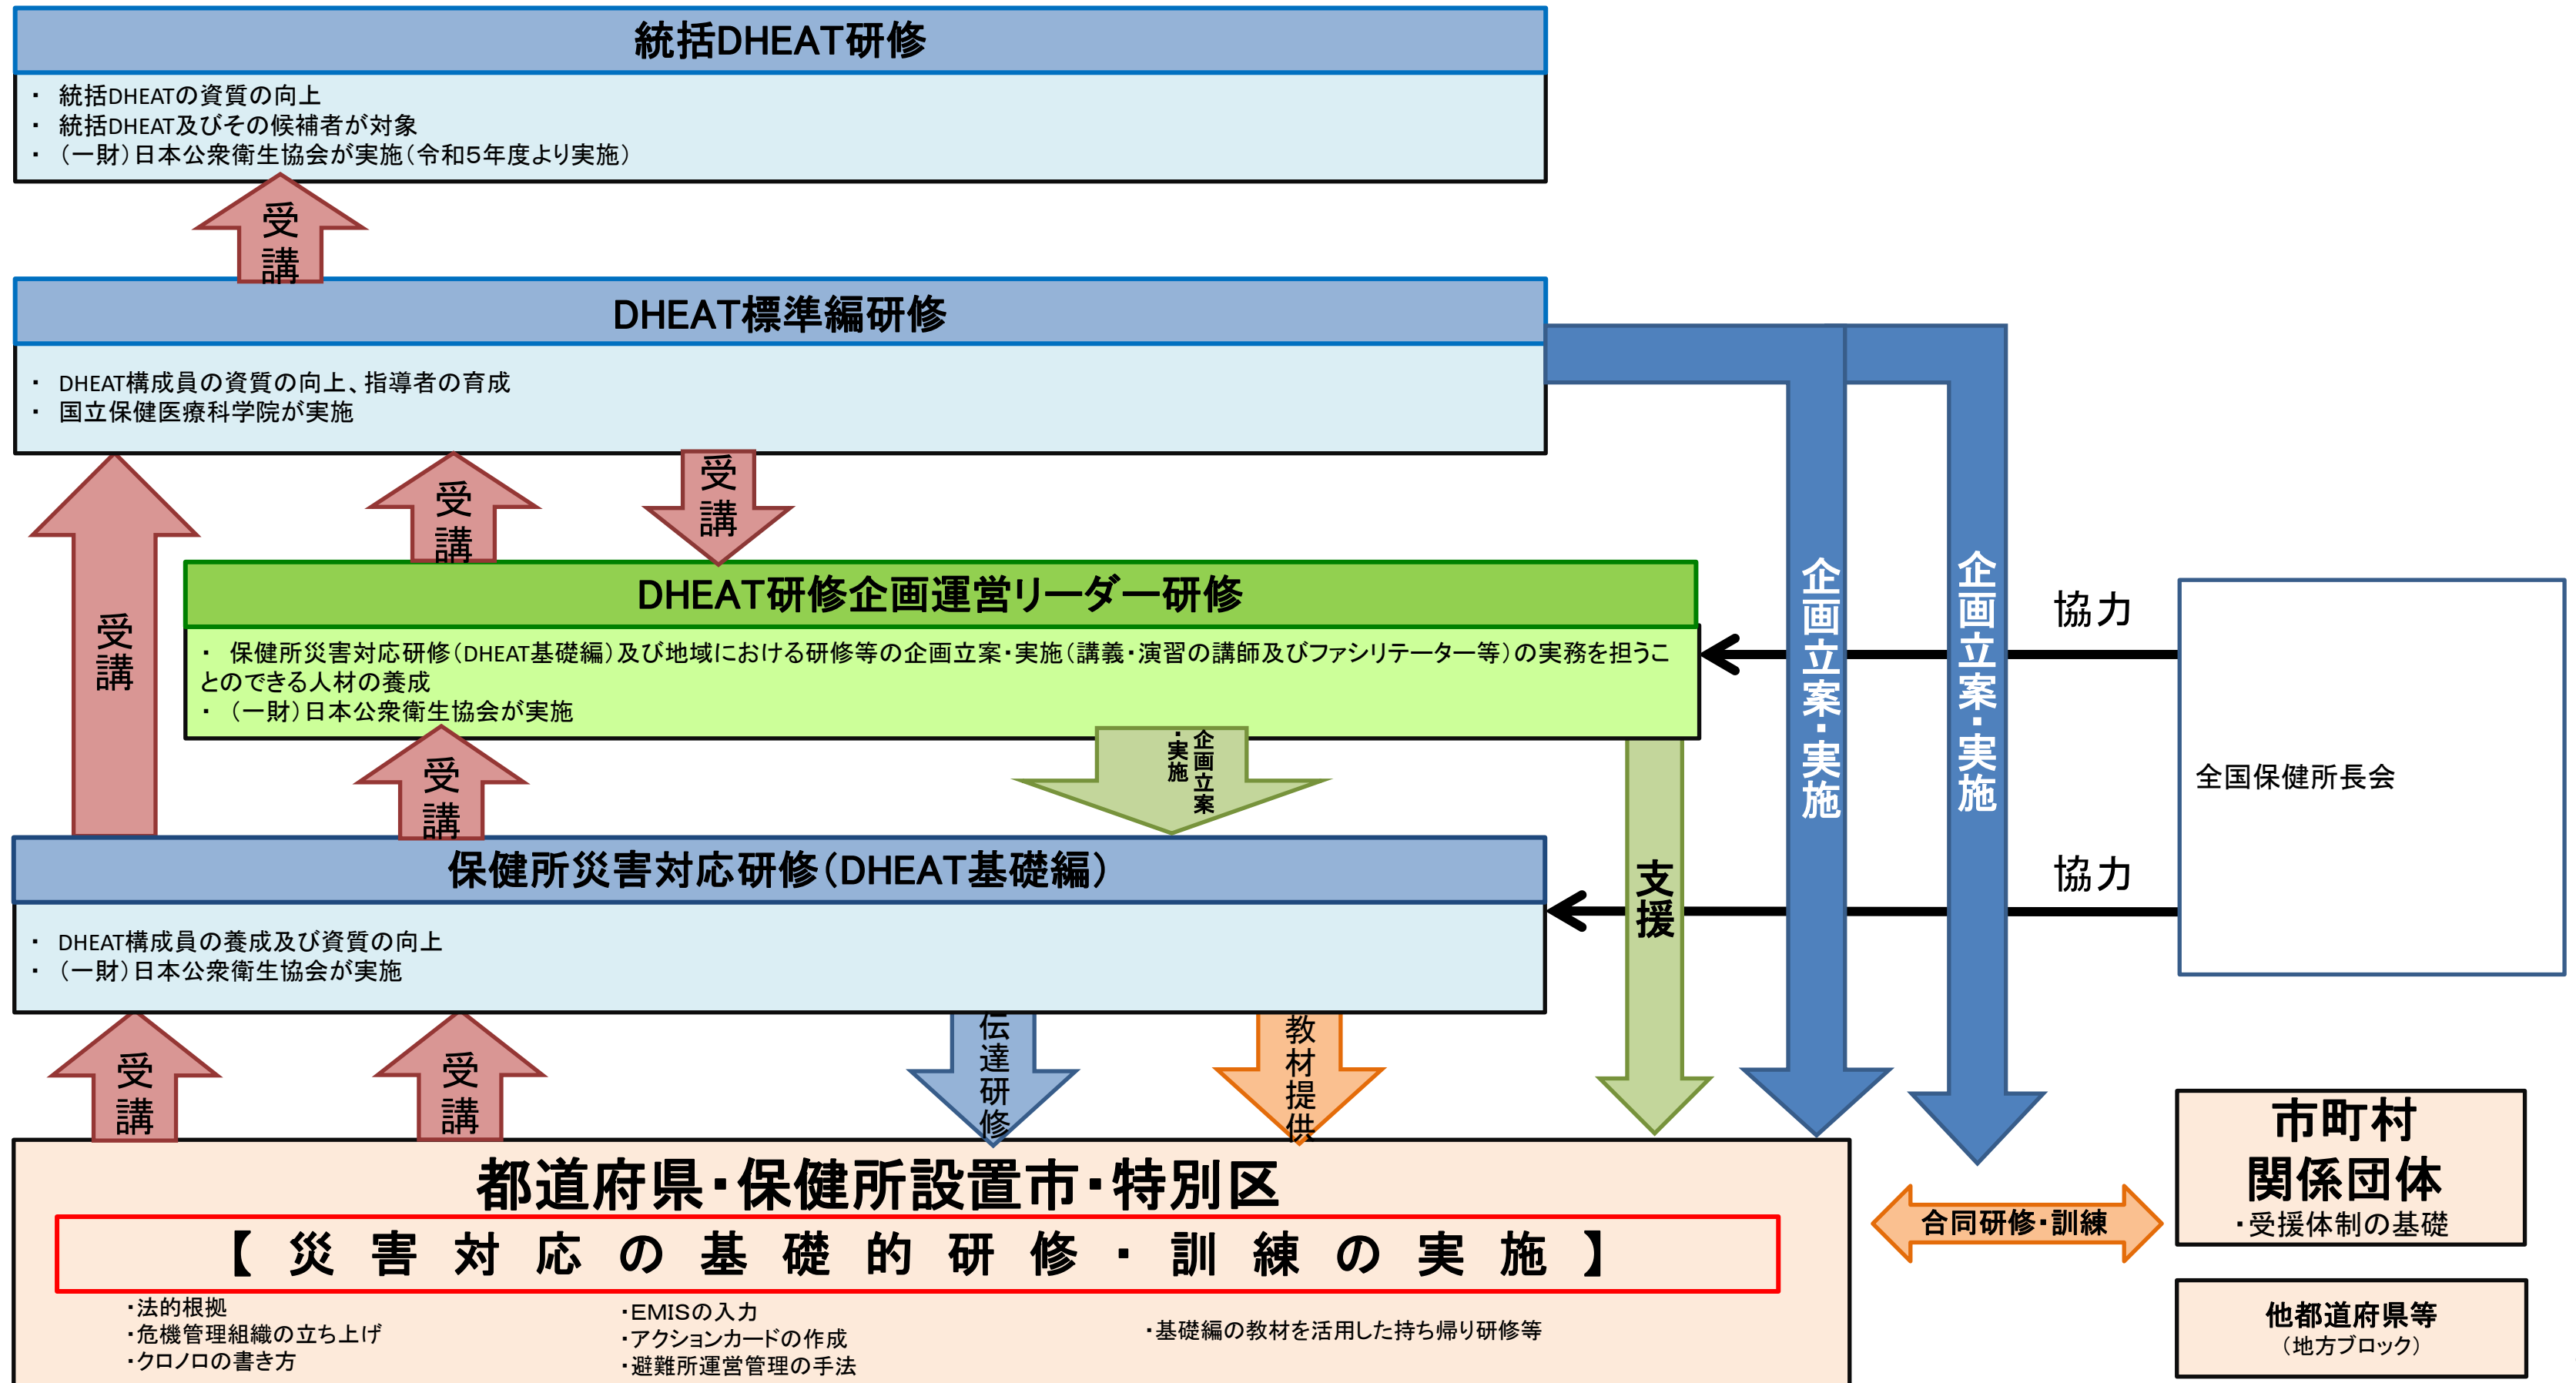 統括DHEAT研修
・ 統括DHEATの資質の向上
・ 統括DHEAT及びその候補者が対象
・ （一財）日本公衆衛生協会が実施（令和5年度より実施）
受講
DHEAT標準編研修
・ DHEAT構成員の資質の向上、指導者の育成
・ 国立保健医療科学院が実施
受講
受講
受講
DHEAT研修企画運営リーダー研修
・ 保健所災害対応研修（DHEAT基礎編）及び地域における研修等の企画立案・実施（講義・演習の講師及びファシリテーター等）の実務を担うこ
とのできる人材の養成
・ （一財）日本公衆衛生協会が実施
企画立案・実施
企画立案・実施
協力
全国保健所長会
受講
企画立案
・実施
支援
協力
保健所災害対応研修（DHEAT基礎編）
・ DHEAT構成員の養成及び資質の向上
・ （一財）日本公衆衛生協会が実施
受講
受講
伝達研修
教材提供
都道府県・保健所設置市・特別区
【災害対応の基礎的研修・訓練の実施】
・法的根拠
・危機管理組織の立ち上げ
・クロノロの書き方
・EMISの入力
・アクションカードの作成
・避難所運営管理の手法
・基礎編の教材を活用した持ち帰り研修等
合同研修・訓練
市町村
関係団体
・受援体制の基礎
他都道府県等
（地方ブロック）